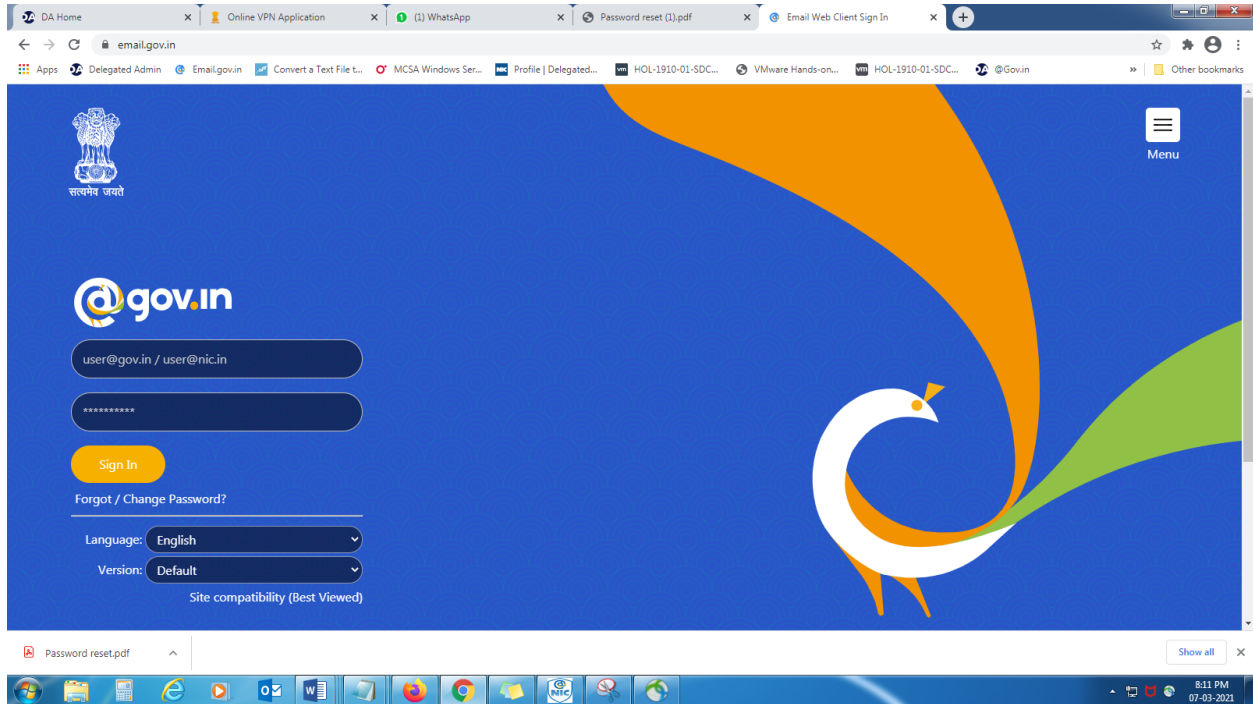 DA Home
Online VPN Application
(1) WhatsApp
Password reset (1).pdf
Email Web Client Sign In
email.gov.in
Apps
Delegated Admin
Email.gov.in
Convert a Text File t...
MCSA Windows Ser...
NIC
Profile | Delegated...
vm
HOL-1910-01-SDC...
VMware Hands-on...
vm
HOL-1910-01-SDC...
@Gov.in
Other bookmarks
सत्यमेव जयते
Menu
@gov.in
user@gov.in / user@nic.in
**********
Sign In
Forgot / Change Password?
Language: English
Version: Default
Site compatibility (Best Viewed)
Password reset.pdf
Show all
@
NIC
8:11 PM
07-03-2021